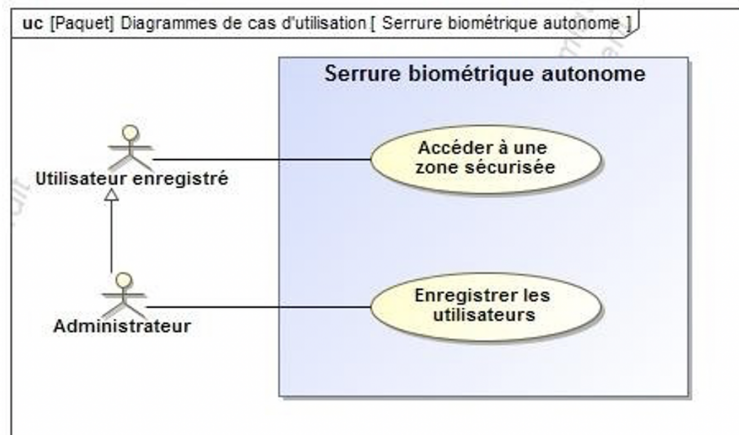 uc [Paquet] Diagrammes de cas d'utilisation [ Serrure biométrique autonome ]
Serrure biométrique autonome
Accéder à une
zone sécurisée
Utilisateur enregistré
Enregistrer les
utilisateurs
Administrateur